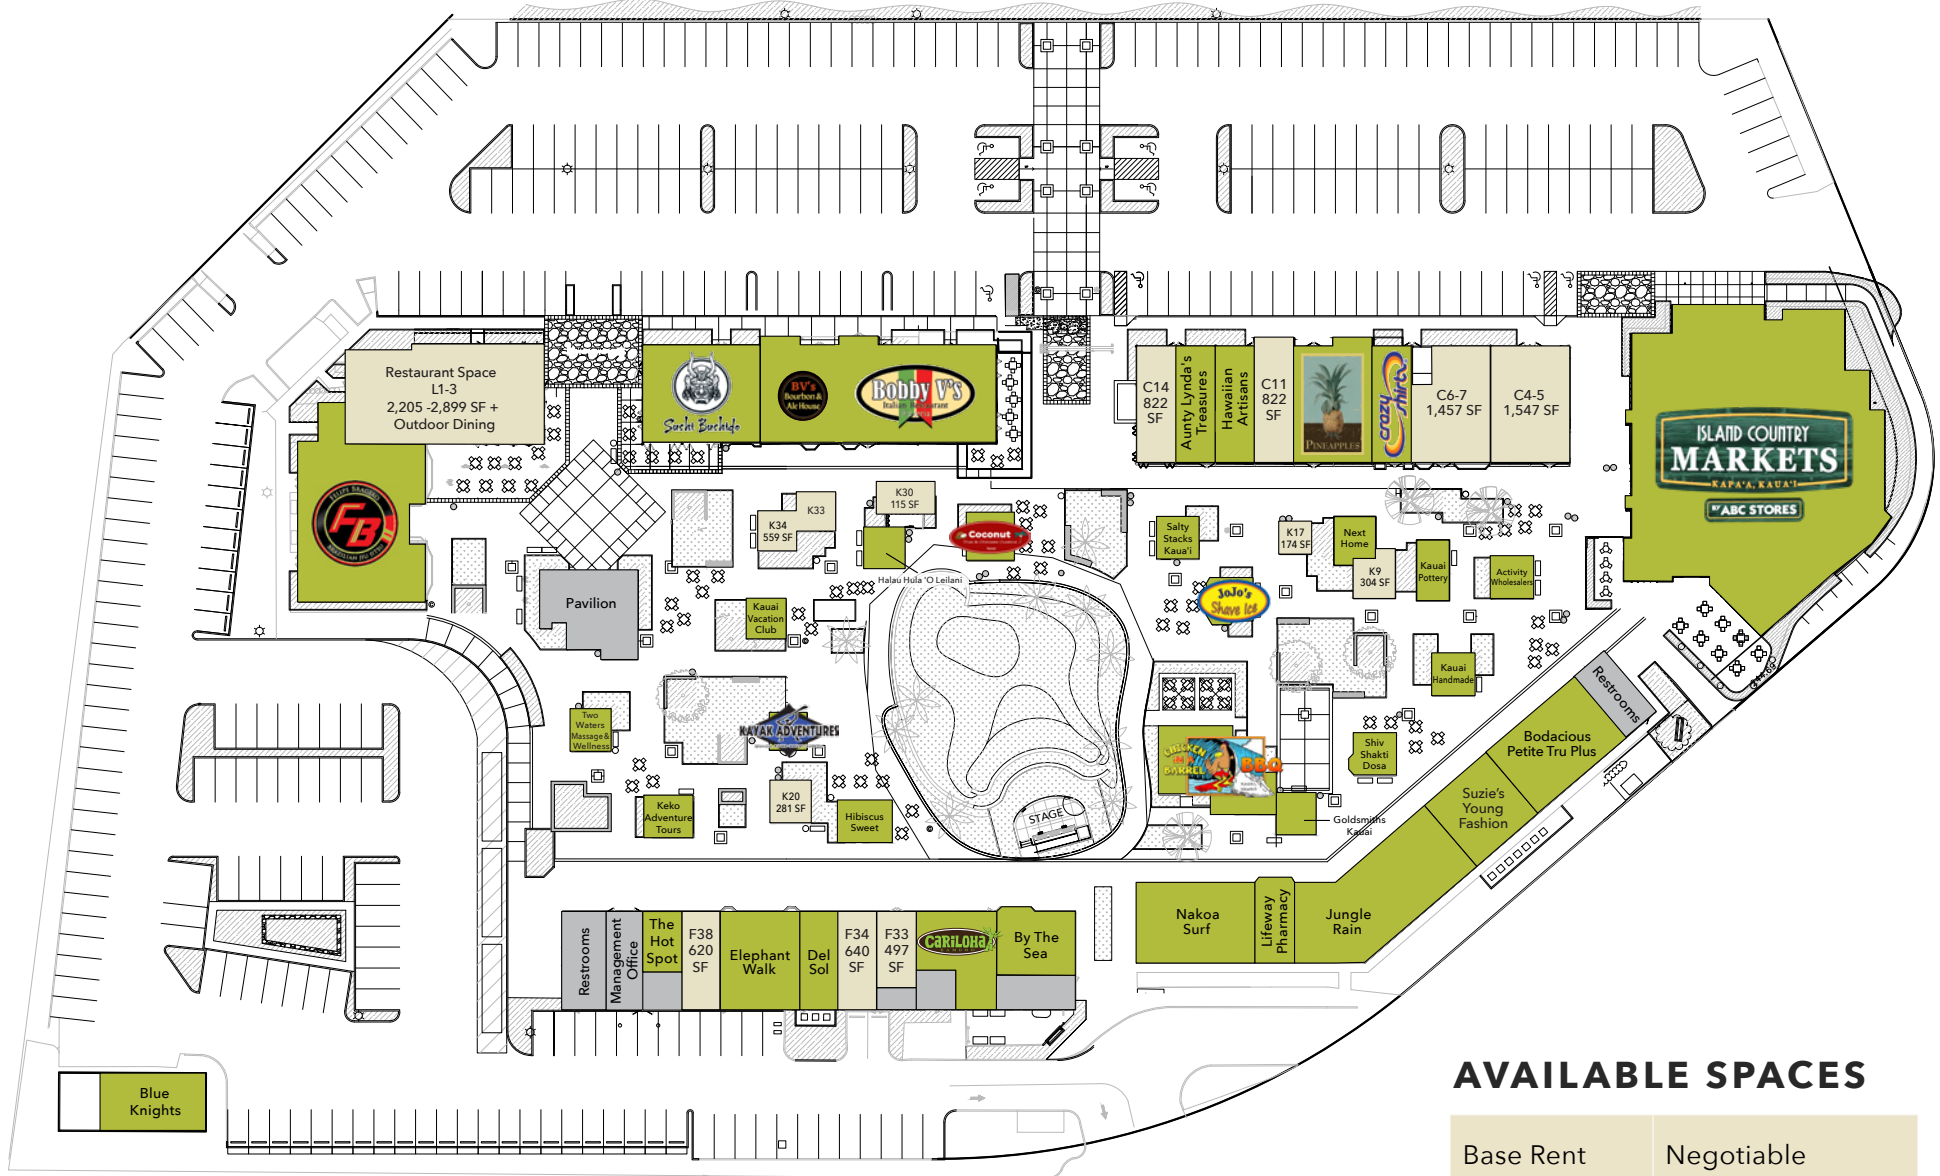 Restaurant Space
L1-3
2,205 -2,899 SF +
Outdoor Dining
Sushi Bushido
BV's
Bourbon &
Ale House
Bobby V's
Italian Restaurant
C14
822
SF
Aunty Lynda's
Treasures
Hawaiian
Artisans
C11
822
SF
PINEAPPLES
crazy
shirts
C6-7
1,457 SF
C4-5
1,547 SF
ISLAND COUNTRY
MARKETS
KAPA'A, KAUA'I
BY ABC STORES
FELIPE BRAGINO
FB
BRAZILIAN JIU JITSU
K34
559 SF
K33
K30
115 SF
Coconut
Halau Hula 'O Leilani
Salty
Stacks
Kaua'i
K17
174 SF
Next
Home
K9
304 SF
Kauai
Pottery
Activity
Wholesalers
Pavilion
Kauai
Vacation
Club
JoJo's
Shave Ice
Kauai
Handmade
Restrooms
Two
Waters
Massage &
Wellness
KAYAK ADVENTURES
CHICKEN
IN A
BARREL
BBQ
Shiv
Shakti
Dosa
Bodacious
Petite Tru Plus
Keko
Adventure
Tours
K20
281 SF
Hibiscus
Sweet
STAGE
Goldsmiths
Kauai
Suzie's
Young
Fashion
Restrooms
Management
Office
The
Hot
Spot
F38
620
SF
Elephant
Walk
Del
Sol
F34
640
SF
F33
497
SF
CARILOHA
By The
Sea
Nakoa
Surf
Lifeway
Pharmacy
Jungle
Rain
Blue
Knights
AVAILABLE SPACES
Base Rent
Negotiable